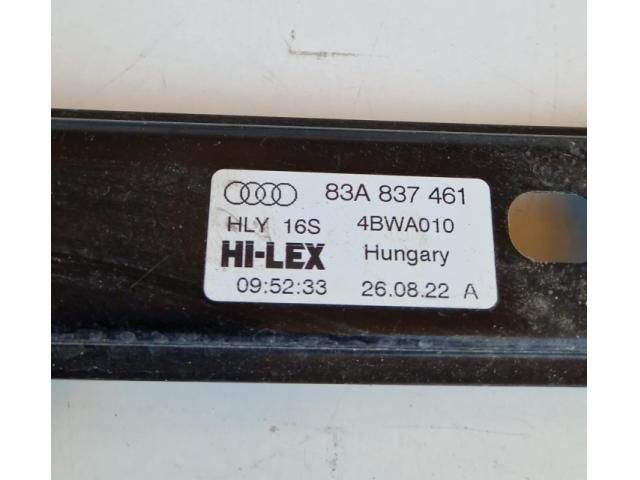 83A 837 461
HLY 16S 4BWA010
HI-LEX Hungary
09:52:33 26.08.22 A